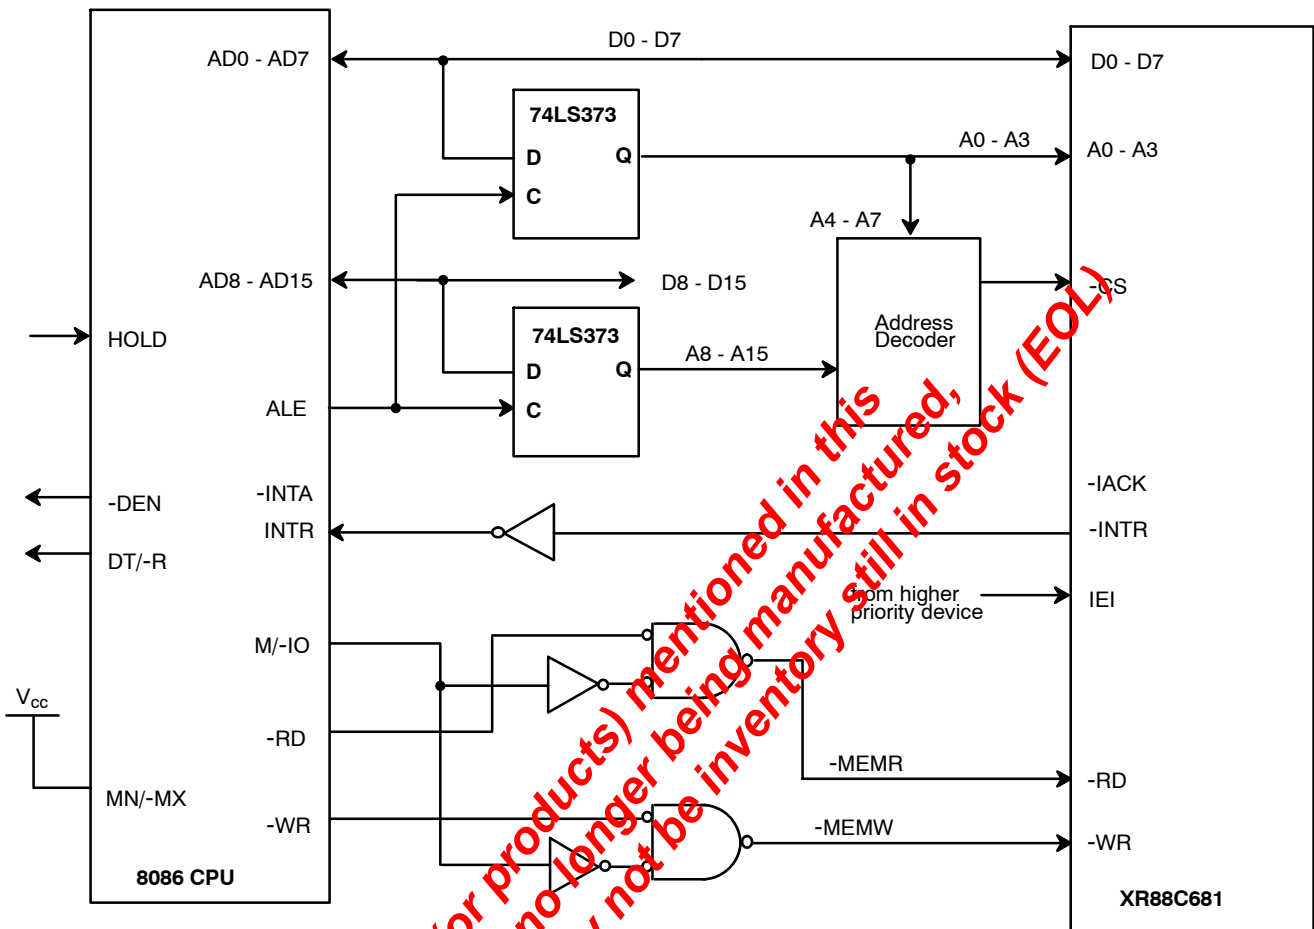 D0 - D7
AD0 - AD7
D0 - D7
74LS373
D
Q
C
A0 - A3
A0 - A3
A4 - A7
AD8 - AD15
D8 - D15
-CS
Address
Decoder
HOLD
74LS373
D
Q
C
A8 - A15
ALE
-DEN
-INTA
-IACK
INTR
-INTR
DT/-R
from higher
priority device
IEI
M/-IO
VCC
-RD
-MEMR
-RD
MN/-MX
-WR
-MEMW
-WR
8086 CPU
XR88C681
(or products) mentioned in this
no longer being manufactured,
not be inventory still in stock (EOL)